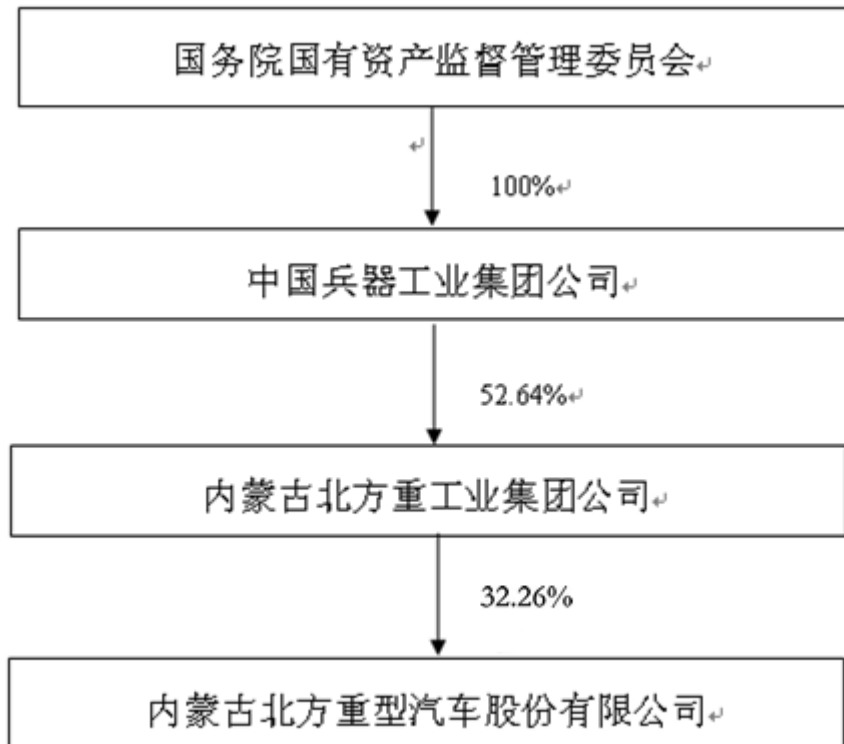 国务院国有资产监督管理委员会
100%
中国兵器工业集团公司
52.64%
内蒙古北方重工业集团公司
32.26%
内蒙古北方重型汽车股份有限公司